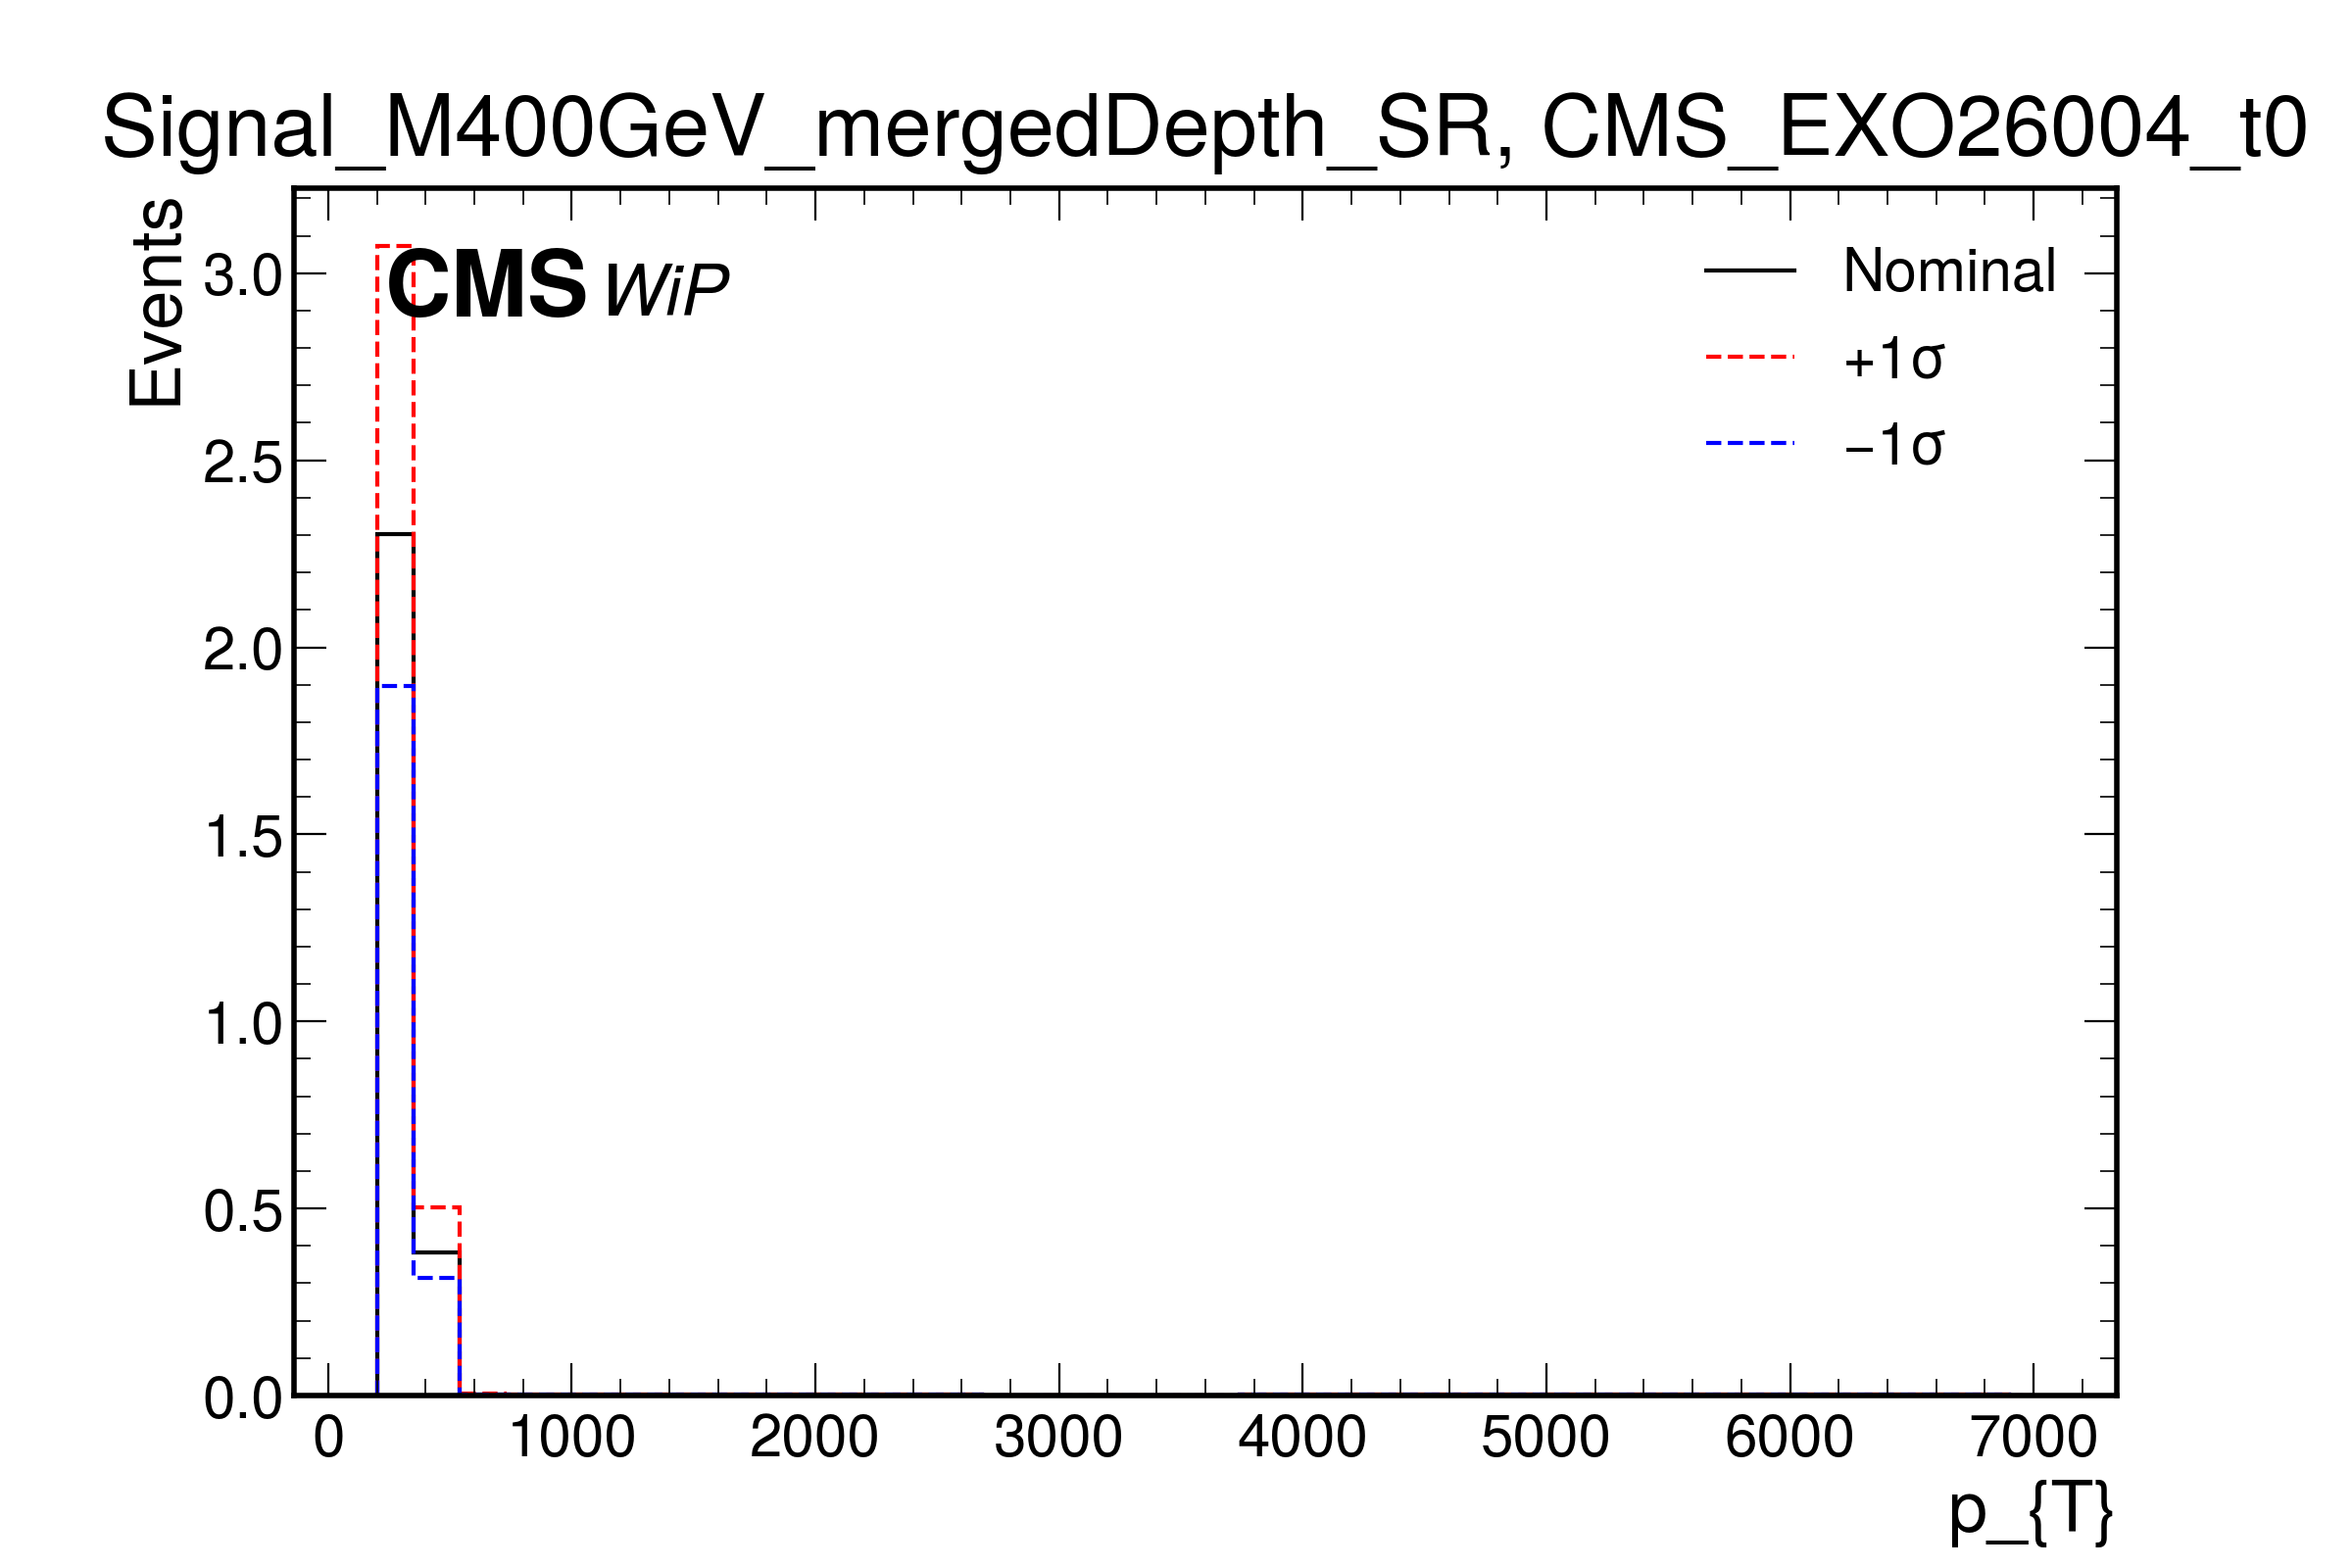 Signal_M400GeV_mergedDepth_SR, CMS_EXO26004_t0
Events
CMS WiP
Nominal
+1σ
−1σ
3.0
2.5
2.0
1.5
1.0
0.5
0.0
0 1000 2000 3000 4000 5000 6000 7000
p_{T}